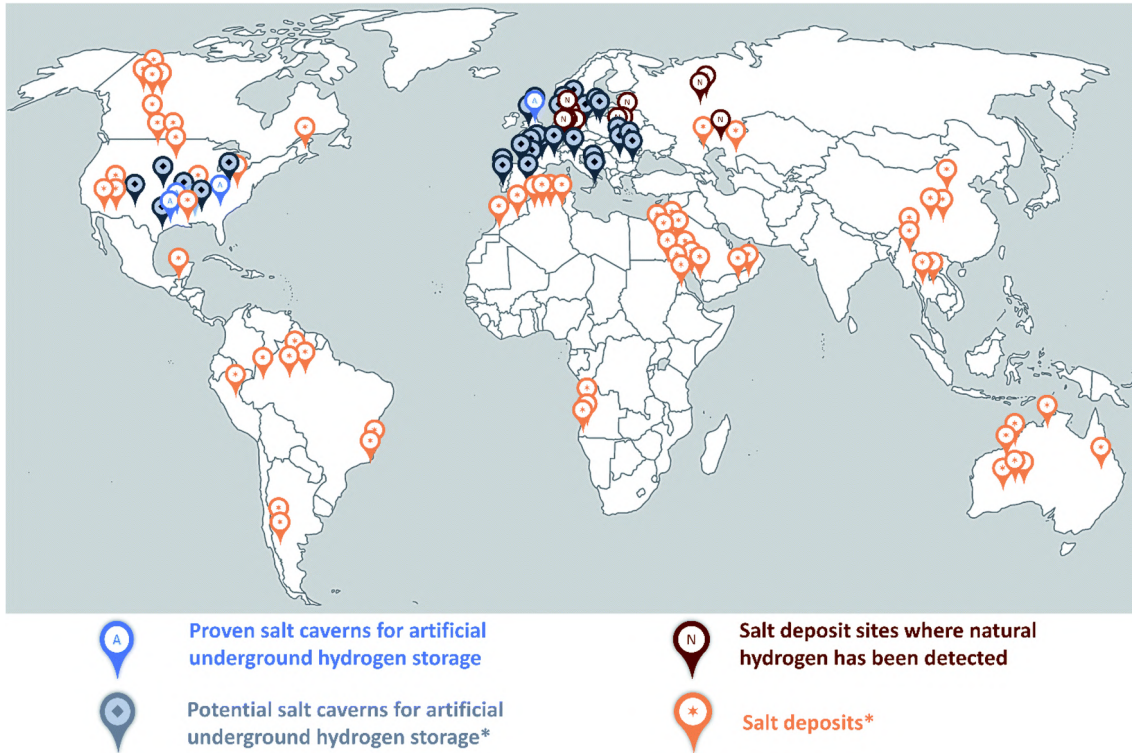 A
Proven salt caverns for artificial
underground hydrogen storage
N
Salt deposit sites where natural
hydrogen has been detected
Potential salt caverns for artificial
underground hydrogen storage*
Salt deposits*